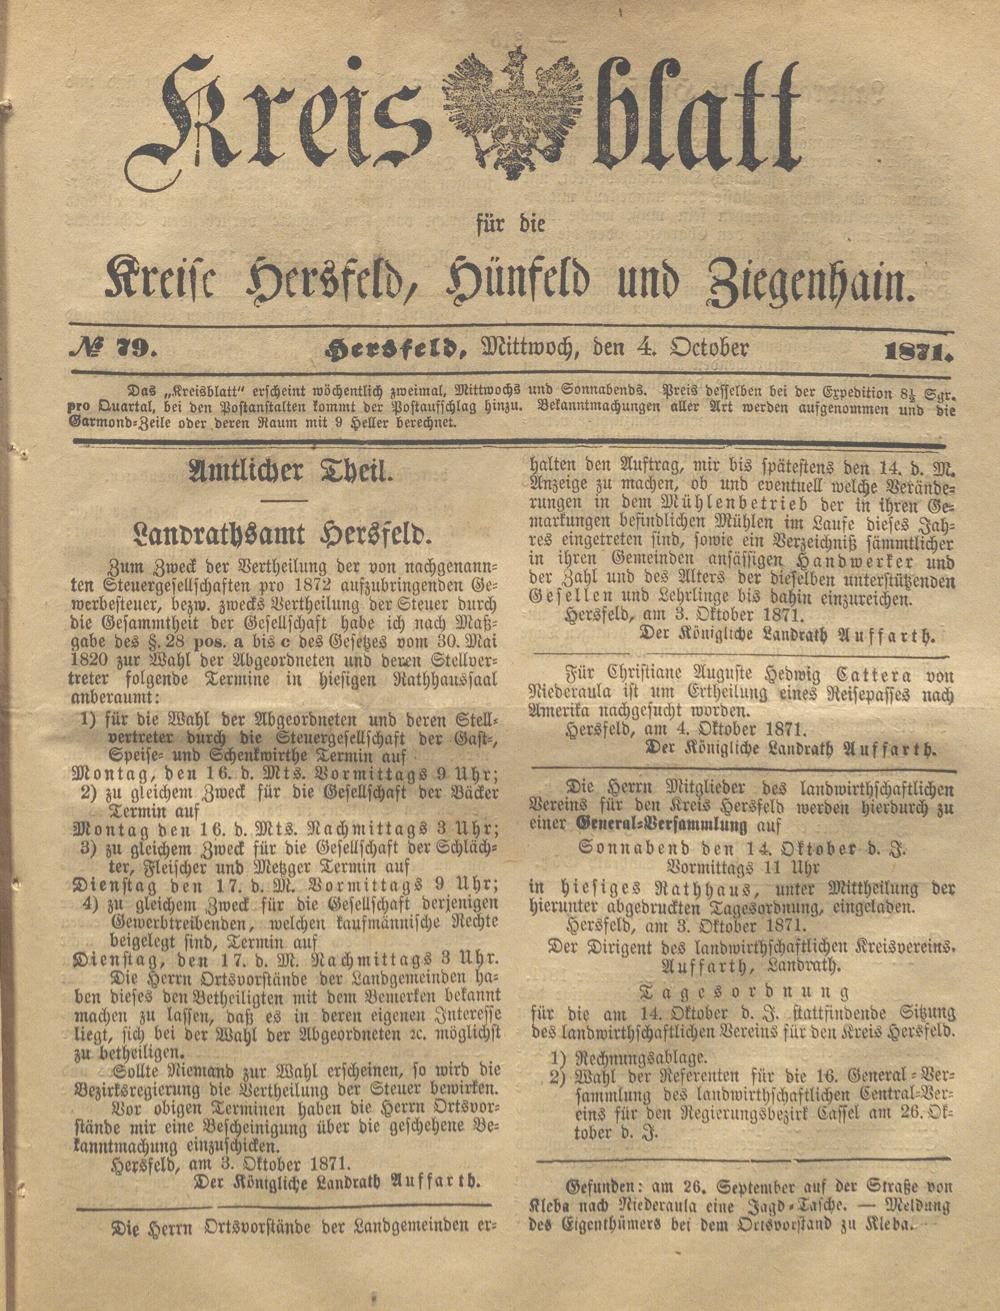 Kreisblatt
für die
Kreise Hersfeld, Hünfeld und Ziegenhain.
№ 79. Hersfeld, Mittwoch, den 4. October 1871.
Das „Kreisblatt“ erscheint wöchentlich zweimal, Mittwochs und Sonnabends. Preis desselben bei der Expedition 8½ Sgr.
pro Quartal, bei den Postanstalten kommt der Postaufschlag hinzu. Bekanntmachungen aller Art werden aufgenommen und die
Garmond-Zeile oder deren Raum mit 9 Heller berechnet.
Amtlicher Theil.
Landrathsamt Hersfeld.
Zum Zweck der Vertheilung der von nachgenann-
ten Steuergesellschaften pro 1872 aufzubringenden Ge-
werbesteuer, bezw. zwecks Vertheilung der Steuer durch
die Gesammtheit der Gesellschaft habe ich nach Maß-
gabe des §. 28 pos. a bis c des Gesetzes vom 30. Mai
1820 zur Wahl der Abgeordneten und deren Stellver-
treter folgende Termine in hiesigen Rathhaussaal
anberaumt:
1) für die Wahl der Abgeordneten und deren Stell-
vertreter durch die Steuergesellschaft der Gast-,
Speise- und Schenkwirthe Termin auf
Montag, den 16. d. Mts. Vormittags 9 Uhr;
2) zu gleichem Zweck für die Gesellschaft der Bäcker
Termin auf
Montag den 16. d. Mts. Nachmittags 3 Uhr;
3) zu gleichem Zweck für die Gesellschaft der Schläch-
ter, Fleischer und Metzger Termin auf
Dienstag den 17. d. M. Vormittags 9 Uhr;
4) zu gleichem Zweck für die Gesellschaft derjenigen
Gewerbtreibenden, welchen kaufmännische Rechte
beigelegt sind, Termin auf
Dienstag, den 17. d. M. Nachmittags 3 Uhr.
Die Herrn Ortsvorstände der Landgemeinden ha-
ben dieses den Betheiligten mit dem Bemerken bekannt
machen zu lassen, daß es in deren eigenen Interesse
liegt, sich bei der Wahl der Abgeordneten ꝛc. möglichst
zu betheiligen.
Sollte Niemand zur Wahl erscheinen, so wird die
Bezirksregierung die Vertheilung der Steuer bewirken.
Vor obigen Terminen haben die Herrn Ortsvor-
stände mir eine Bescheinigung über die geschehene Be-
kanntmachung einzuschicken.
Hersfeld, am 3. Oktober 1871.
Der Königliche Landrath Auffarth.
Die Herrn Ortsvorstände der Landgemeinden er-
halten den Auftrag, mir bis spätestens den 14. d. M.
Anzeige zu machen, ob und eventuell welche Verände-
rungen in dem Mühlenbetrieb der in ihren Ge-
markungen befindlichen Mühlen im Laufe dieses Jah-
res eingetreten sind, sowie ein Verzeichniß sämmtlicher
in ihren Gemeinden ansässigen Handwerker und
der Zahl und des Alters der dieselben unterstützenden
Gesellen und Lehrlinge bis dahin einzureichen.
Hersfeld, am 3. Oktober 1871.
Der Königliche Landrath Auffarth.
Für Christiane Auguste Hedwig Cattera von
Niederaula ist um Ertheilung eines Reisepasses nach
Amerika nachgesucht worden.
Hersfeld, am 4. Oktober 1871.
Der Königliche Landrath Auffarth.
Die Herrn Mitglieder des landwirthschaftlichen
Vereins für den Kreis Hersfeld werden hierdurch zu
einer General-Versammlung auf
Sonnabend den 14. Oktober d. J.
Vormittags 11 Uhr
in hiesiges Rathhaus, unter Mittheilung der
hierunter abgedruckten Tagesordnung, eingeladen.
Hersfeld, am 3. Oktober 1871.
Der Dirigent des landwirthschaftlichen Kreisvereins.
Auffarth, Landrath.
Tagesordnung
für die am 14. Oktober d. J. stattfindende Sitzung
des landwirthschaftlichen Vereins für den Kreis Hersfeld.
1) Rechnungsablage.
2) Wahl der Referenten für die 16. General-Ver-
sammlung des landwirthschaftlichen Central-Ver-
eins für den Regierungsbezirk Cassel am 26. Ok-
tober d. J.
Gefunden: am 26. September auf der Straße von
Kleba nach Niederaula eine Jagd-Tasche. — Meldung
des Eigenthümers bei dem Ortsvorstand zu Kleba.